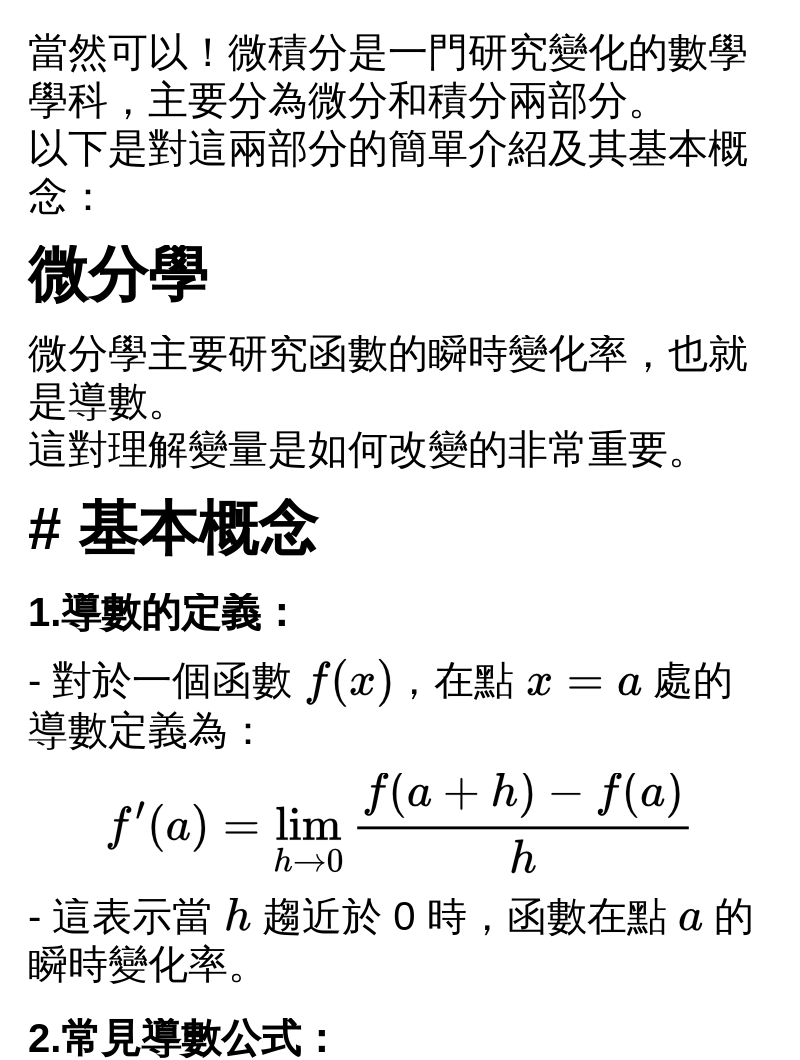 當然可以！微積分是一門研究變化的數學
學科，主要分為微分和積分兩部分。
以下是對這兩部分的簡單介紹及其基本概
念：
微分學
微分學主要研究函數的瞬時變化率，也就
是導數。
這對理解變量是如何改變的非常重要。
# 基本概念
1.導數的定義：
- 對於一個函數 f(x)，在點 x = a 處的
導數定義為：
f′(a) = lim_{h→0} \frac{f(a + h) − f(a)}{h}
- 這表示當 h 趨近於 0 時，函數在點 a 的
瞬時變化率。
2.常見導數公式：